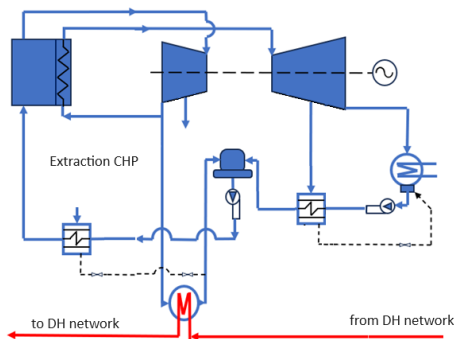 Extraction CHP
to DH network
from DH network